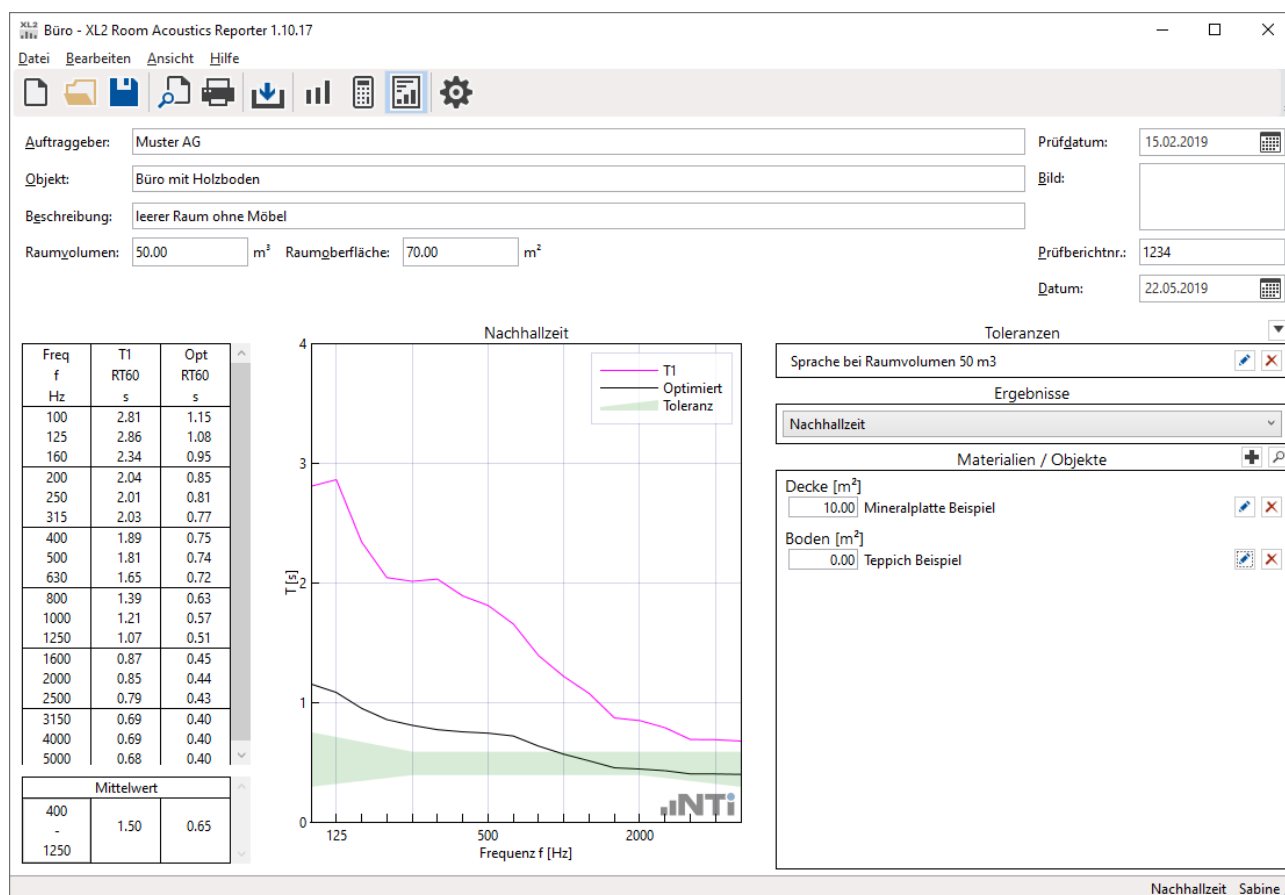 XL2 Büro - XL2 Room Acoustics Reporter 1.10.17
Datei Bearbeiten Ansicht Hilfe
Auftraggeber: Muster AG Prüfdatum: 15.02.2019
Objekt: Büro mit Holzboden Bild:
Beschreibung: leerer Raum ohne Möbel
Raumvolumen: 50.00 m³ Raumoberfläche: 70.00 m² Prüfberichtnr.: 1234
Datum: 22.05.2019
Freq T1 Opt
f RT60 RT60
Hz s s
100 2.81 1.15
125 2.86 1.08
160 2.34 0.95
200 2.04 0.85
250 2.01 0.81
315 2.03 0.77
400 1.89 0.75
500 1.81 0.74
630 1.65 0.72
800 1.39 0.63
1000 1.21 0.57
1250 1.07 0.51
1600 0.87 0.45
2000 0.85 0.44
2500 0.79 0.43
3150 0.69 0.40
4000 0.69 0.40
5000 0.68 0.40
Mittelwert
400
- 1.50 0.65
1250
Nachhallzeit
T1
Optimiert
Toleranz
4
3
2
1
0
T [s]
125 500 2000
Frequenz f [Hz]
NTi
Toleranzen
Sprache bei Raumvolumen 50 m3
Ergebnisse
Nachhallzeit
Materialien / Objekte
Decke [m²]
10.00 Mineralplatte Beispiel
Boden [m²]
0.00 Teppich Beispiel
Nachhallzeit Sabine